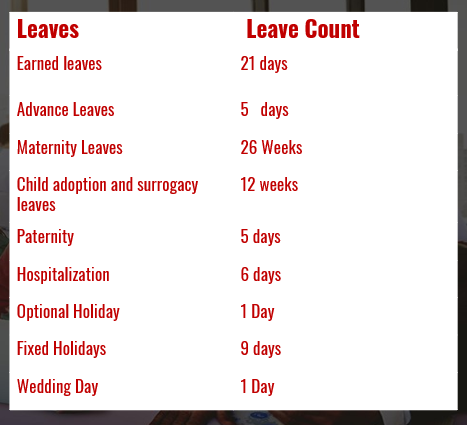 Leaves Leave Count
Earned leaves 21 days
Advance Leaves 5 days
Maternity Leaves 26 Weeks
Child adoption and surrogacy 12 weeks
leaves
Paternity 5 days
Hospitalization 6 days
Optional Holiday 1 Day
Fixed Holidays 9 days
Wedding Day 1 Day